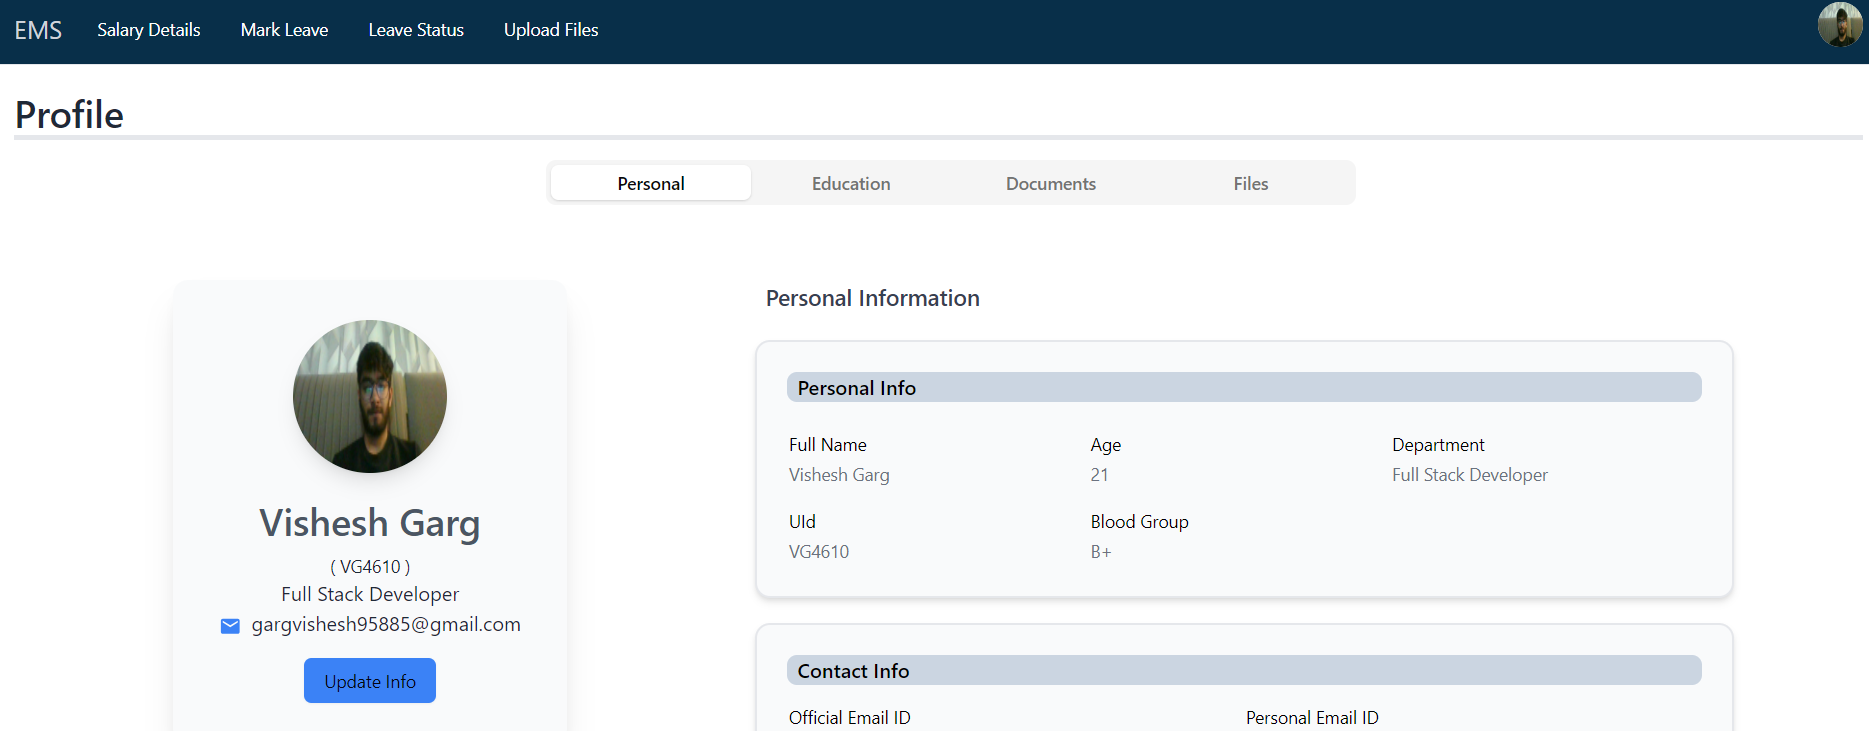 EMS Salary Details Mark Leave Leave Status Upload Files
Profile
Personal Education Documents Files
Vishesh Garg
( VG4610 )
Full Stack Developer
gargvishesh95885@gmail.com
Update Info
Personal Information
Personal Info
Full Name Age Department
Vishesh Garg 21 Full Stack Developer
UId Blood Group
VG4610 B+
Contact Info
Official Email ID Personal Email ID